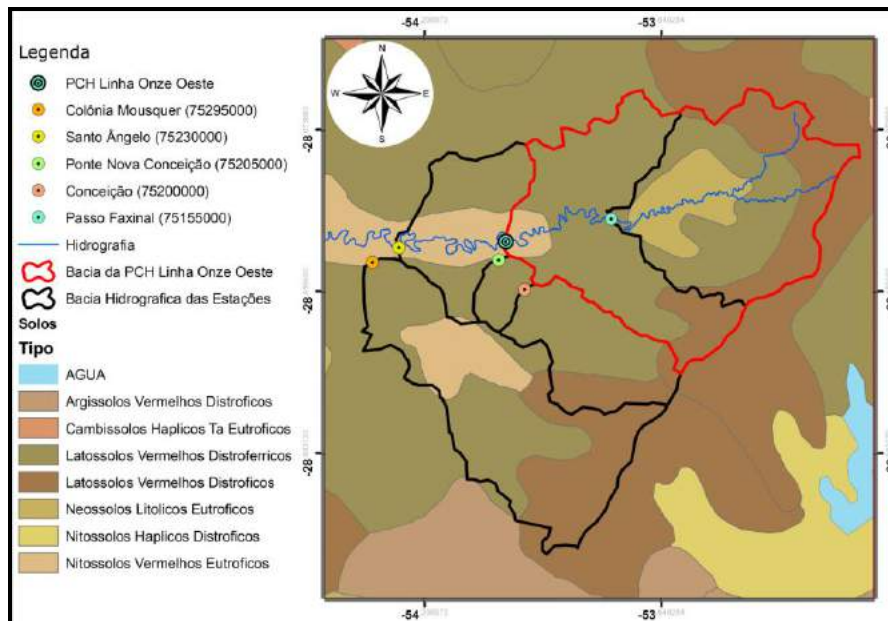 Legenda
PCH Linha Onze Oeste
Colônia Mousquer (75295000)
Santo Ângelo (75230000)
Ponte Nova Conceição (75205000)
Conceição (75200000)
Passo Faxinal (75155000)
Hidrografia
Bacia da PCH Linha Onze Oeste
Bacia Hidrografica das Estações
Solos
Tipo
AGUA
Argissolos Vermelhos Distroficos
Cambissolos Haplicos Ta Eutroficos
Latossolos Vermelhos Distroferricos
Latossolos Vermelhos Distroficos
Neossolos Litolicos Eutroficos
Nitossolos Haplicos Distroficos
Nitossolos Vermelhos Eutroficos
-54
-53
N
W
E
S
-28
-28
-28
-28
-28
-28
-54
-53